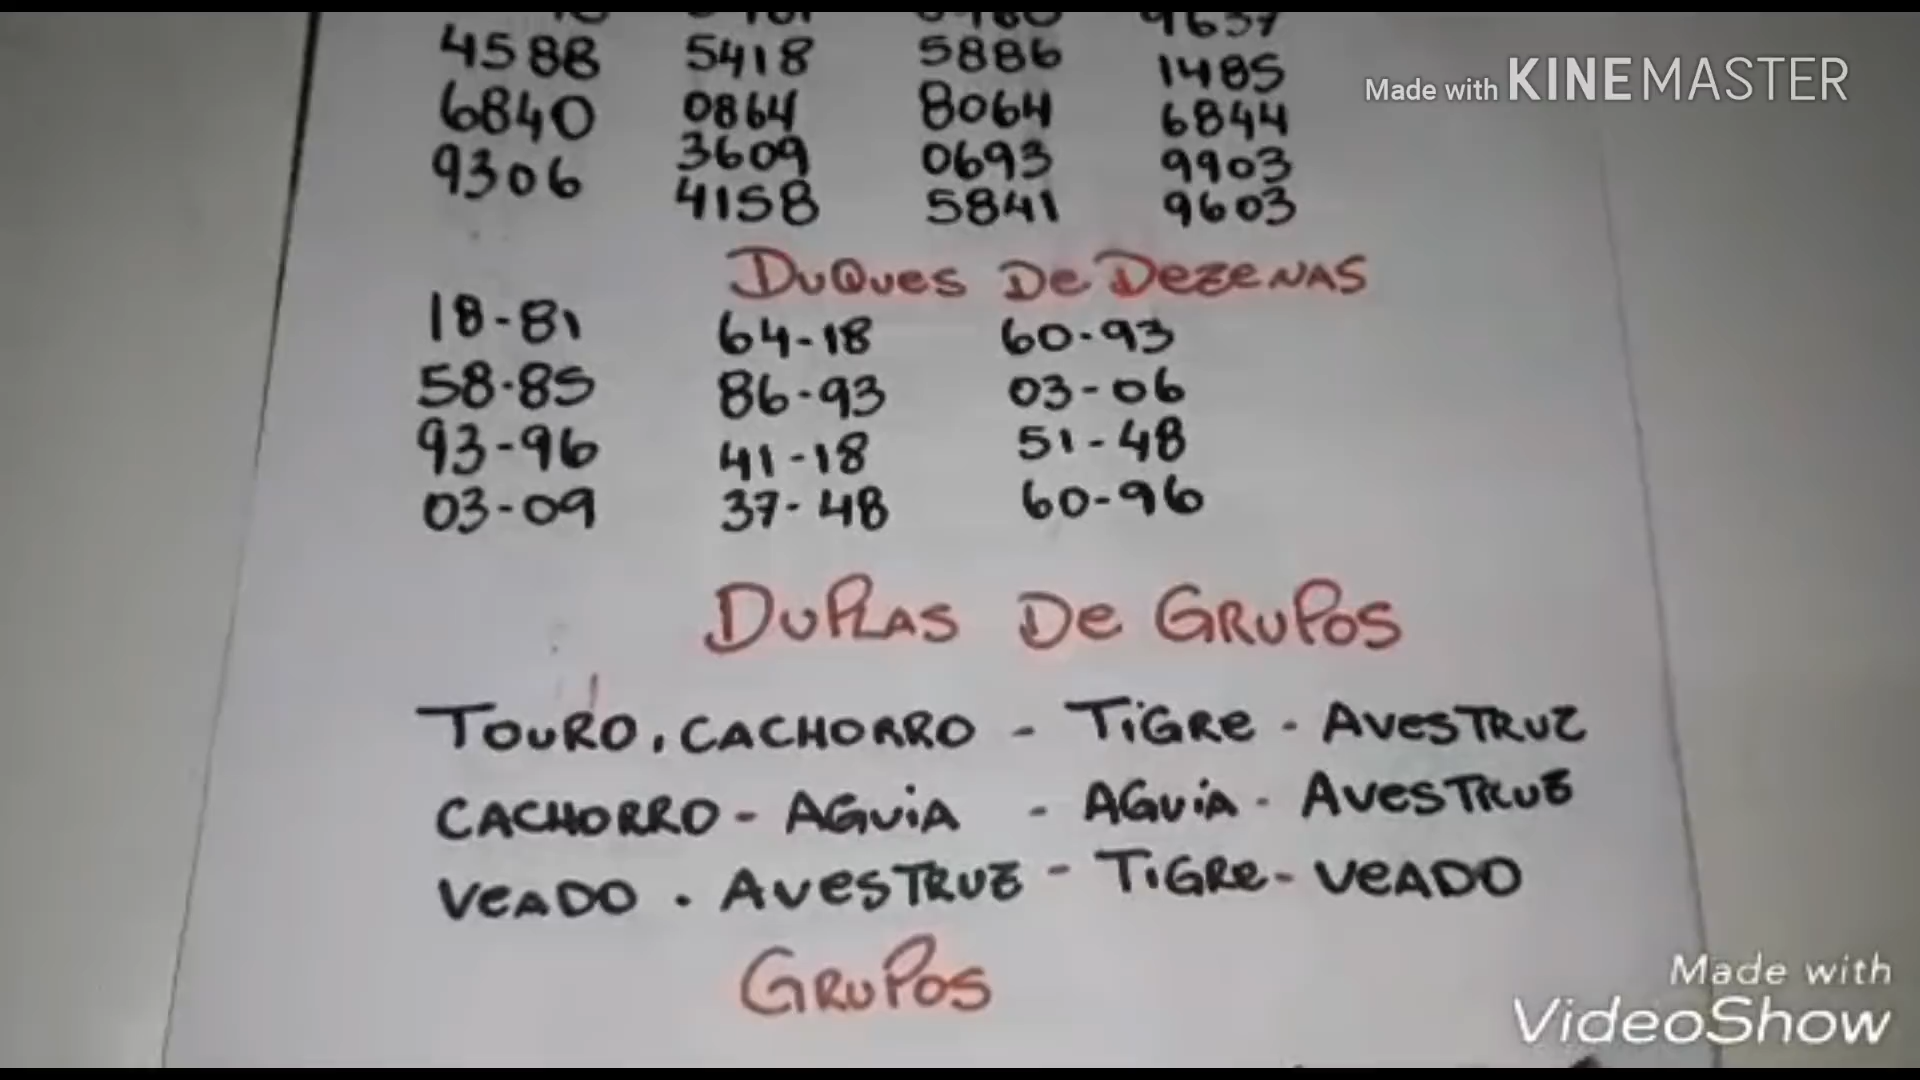 9637
4588 5418 5886 1485
6840 0864 8064 6844
9306 3609 0693 9903
4158 5841 9603
Made with KINEMASTER
DUQUES DE DEZENAS
18-81 64-18 60-93
58-85 86-93 03-06
93-96 41-18 51-48
03-09 37-48 60-96
DUPLAS DE GRUPOS
TOURO. CACHORRO - TiGRe - AVESTRUZ
CACHORRO - AGUiA - AGUiA - AVESTRUZ
VEADO . AVESTRUZ - TiGRe - VEADO
GRUPOS
Made with
VideoShow